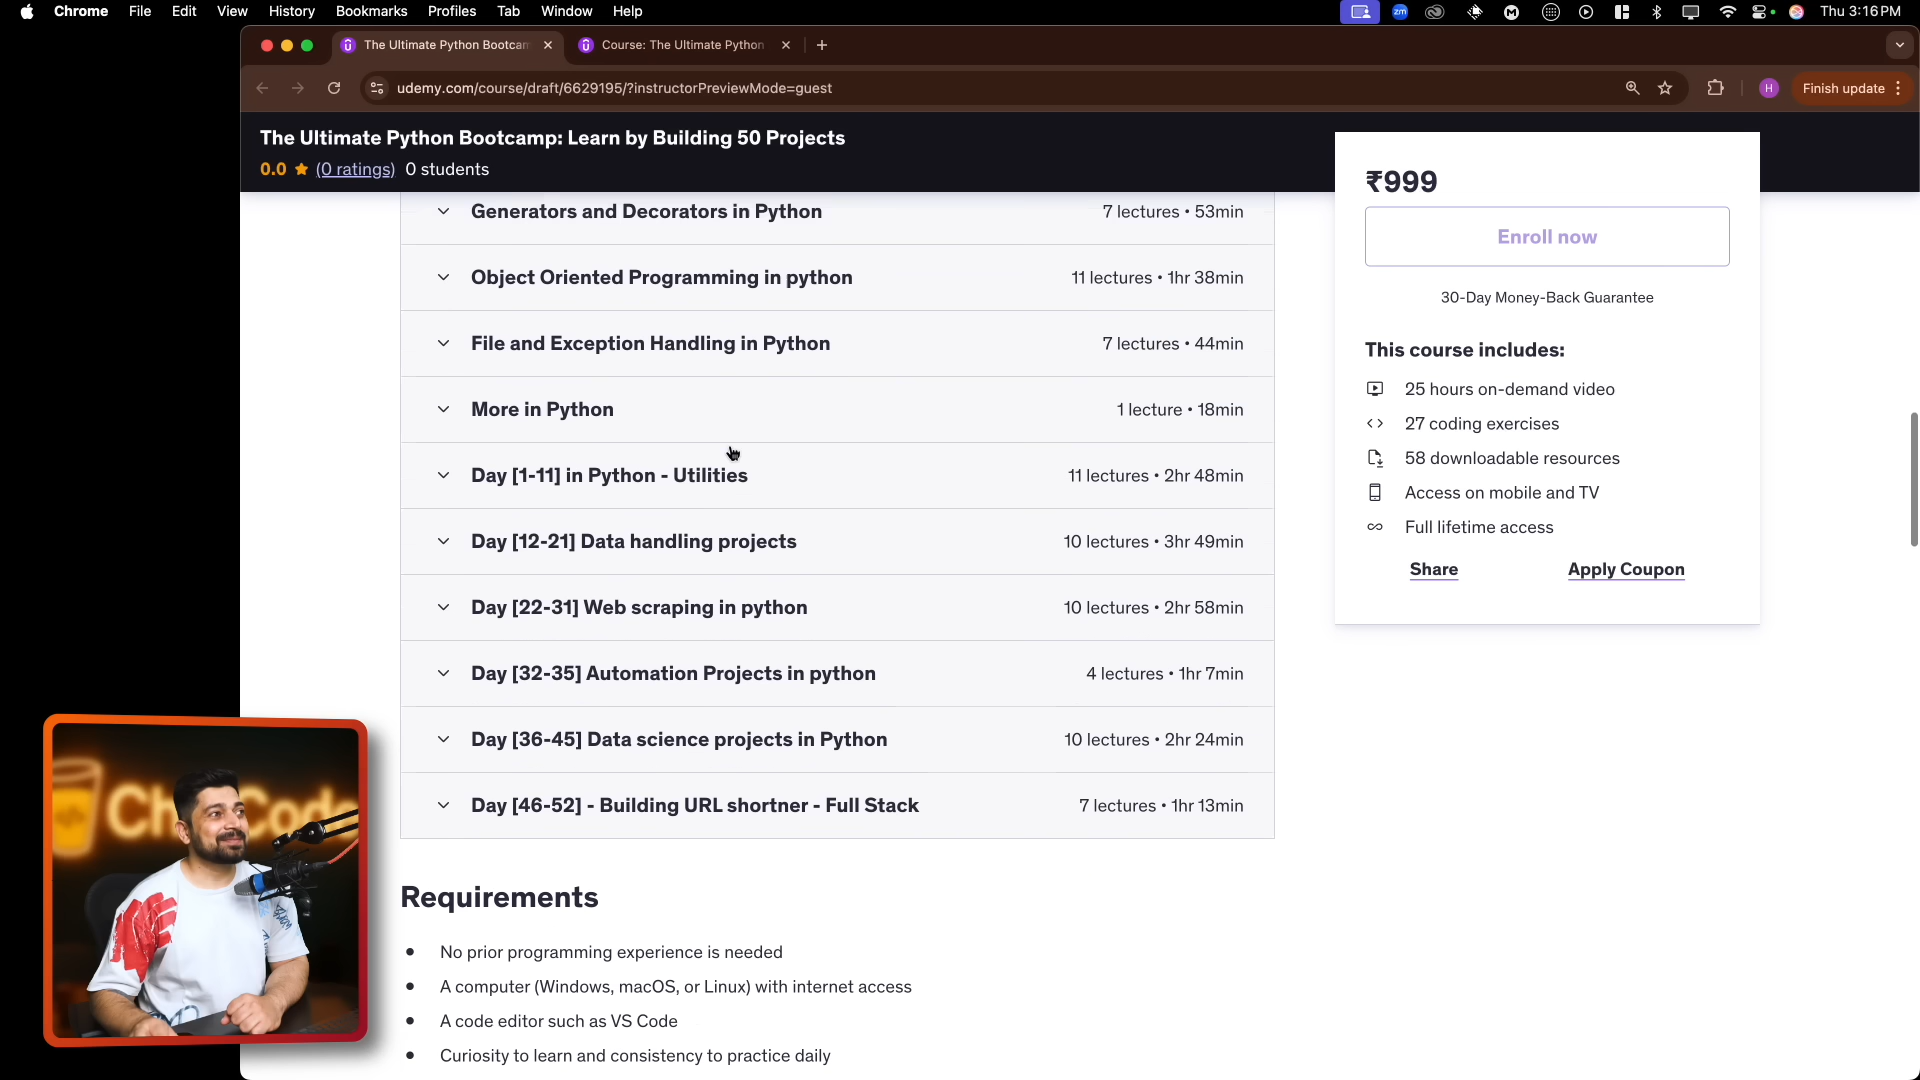 Chrome File Edit View History Bookmarks Profiles Tab Window Help
zm
Thu 3:16 PM
The Ultimate Python Bootcam
Course: The Ultimate Python
udemy.com/course/draft/6629195/?instructorPreviewMode=guest
H
Finish update
The Ultimate Python Bootcamp: Learn by Building 50 Projects
0.0 ★ (0 ratings) 0 students
₹999
Enroll now
30-Day Money-Back Guarantee
This course includes:
25 hours on-demand video
27 coding exercises
58 downloadable resources
Access on mobile and TV
Full lifetime access
Share Apply Coupon
Generators and Decorators in Python 7 lectures • 53min
Object Oriented Programming in python 11 lectures • 1hr 38min
File and Exception Handling in Python 7 lectures • 44min
More in Python 1 lecture • 18min
Day [1-11] in Python - Utilities 11 lectures • 2hr 48min
Day [12-21] Data handling projects 10 lectures • 3hr 49min
Day [22-31] Web scraping in python 10 lectures • 2hr 58min
Day [32-35] Automation Projects in python 4 lectures • 1hr 7min
Day [36-45] Data science projects in Python 10 lectures • 2hr 24min
Day [46-52] - Building URL shortner - Full Stack 7 lectures • 1hr 13min
Requirements
• No prior programming experience is needed
• A computer (Windows, macOS, or Linux) with internet access
• A code editor such as VS Code
• Curiosity to learn and consistency to practice daily